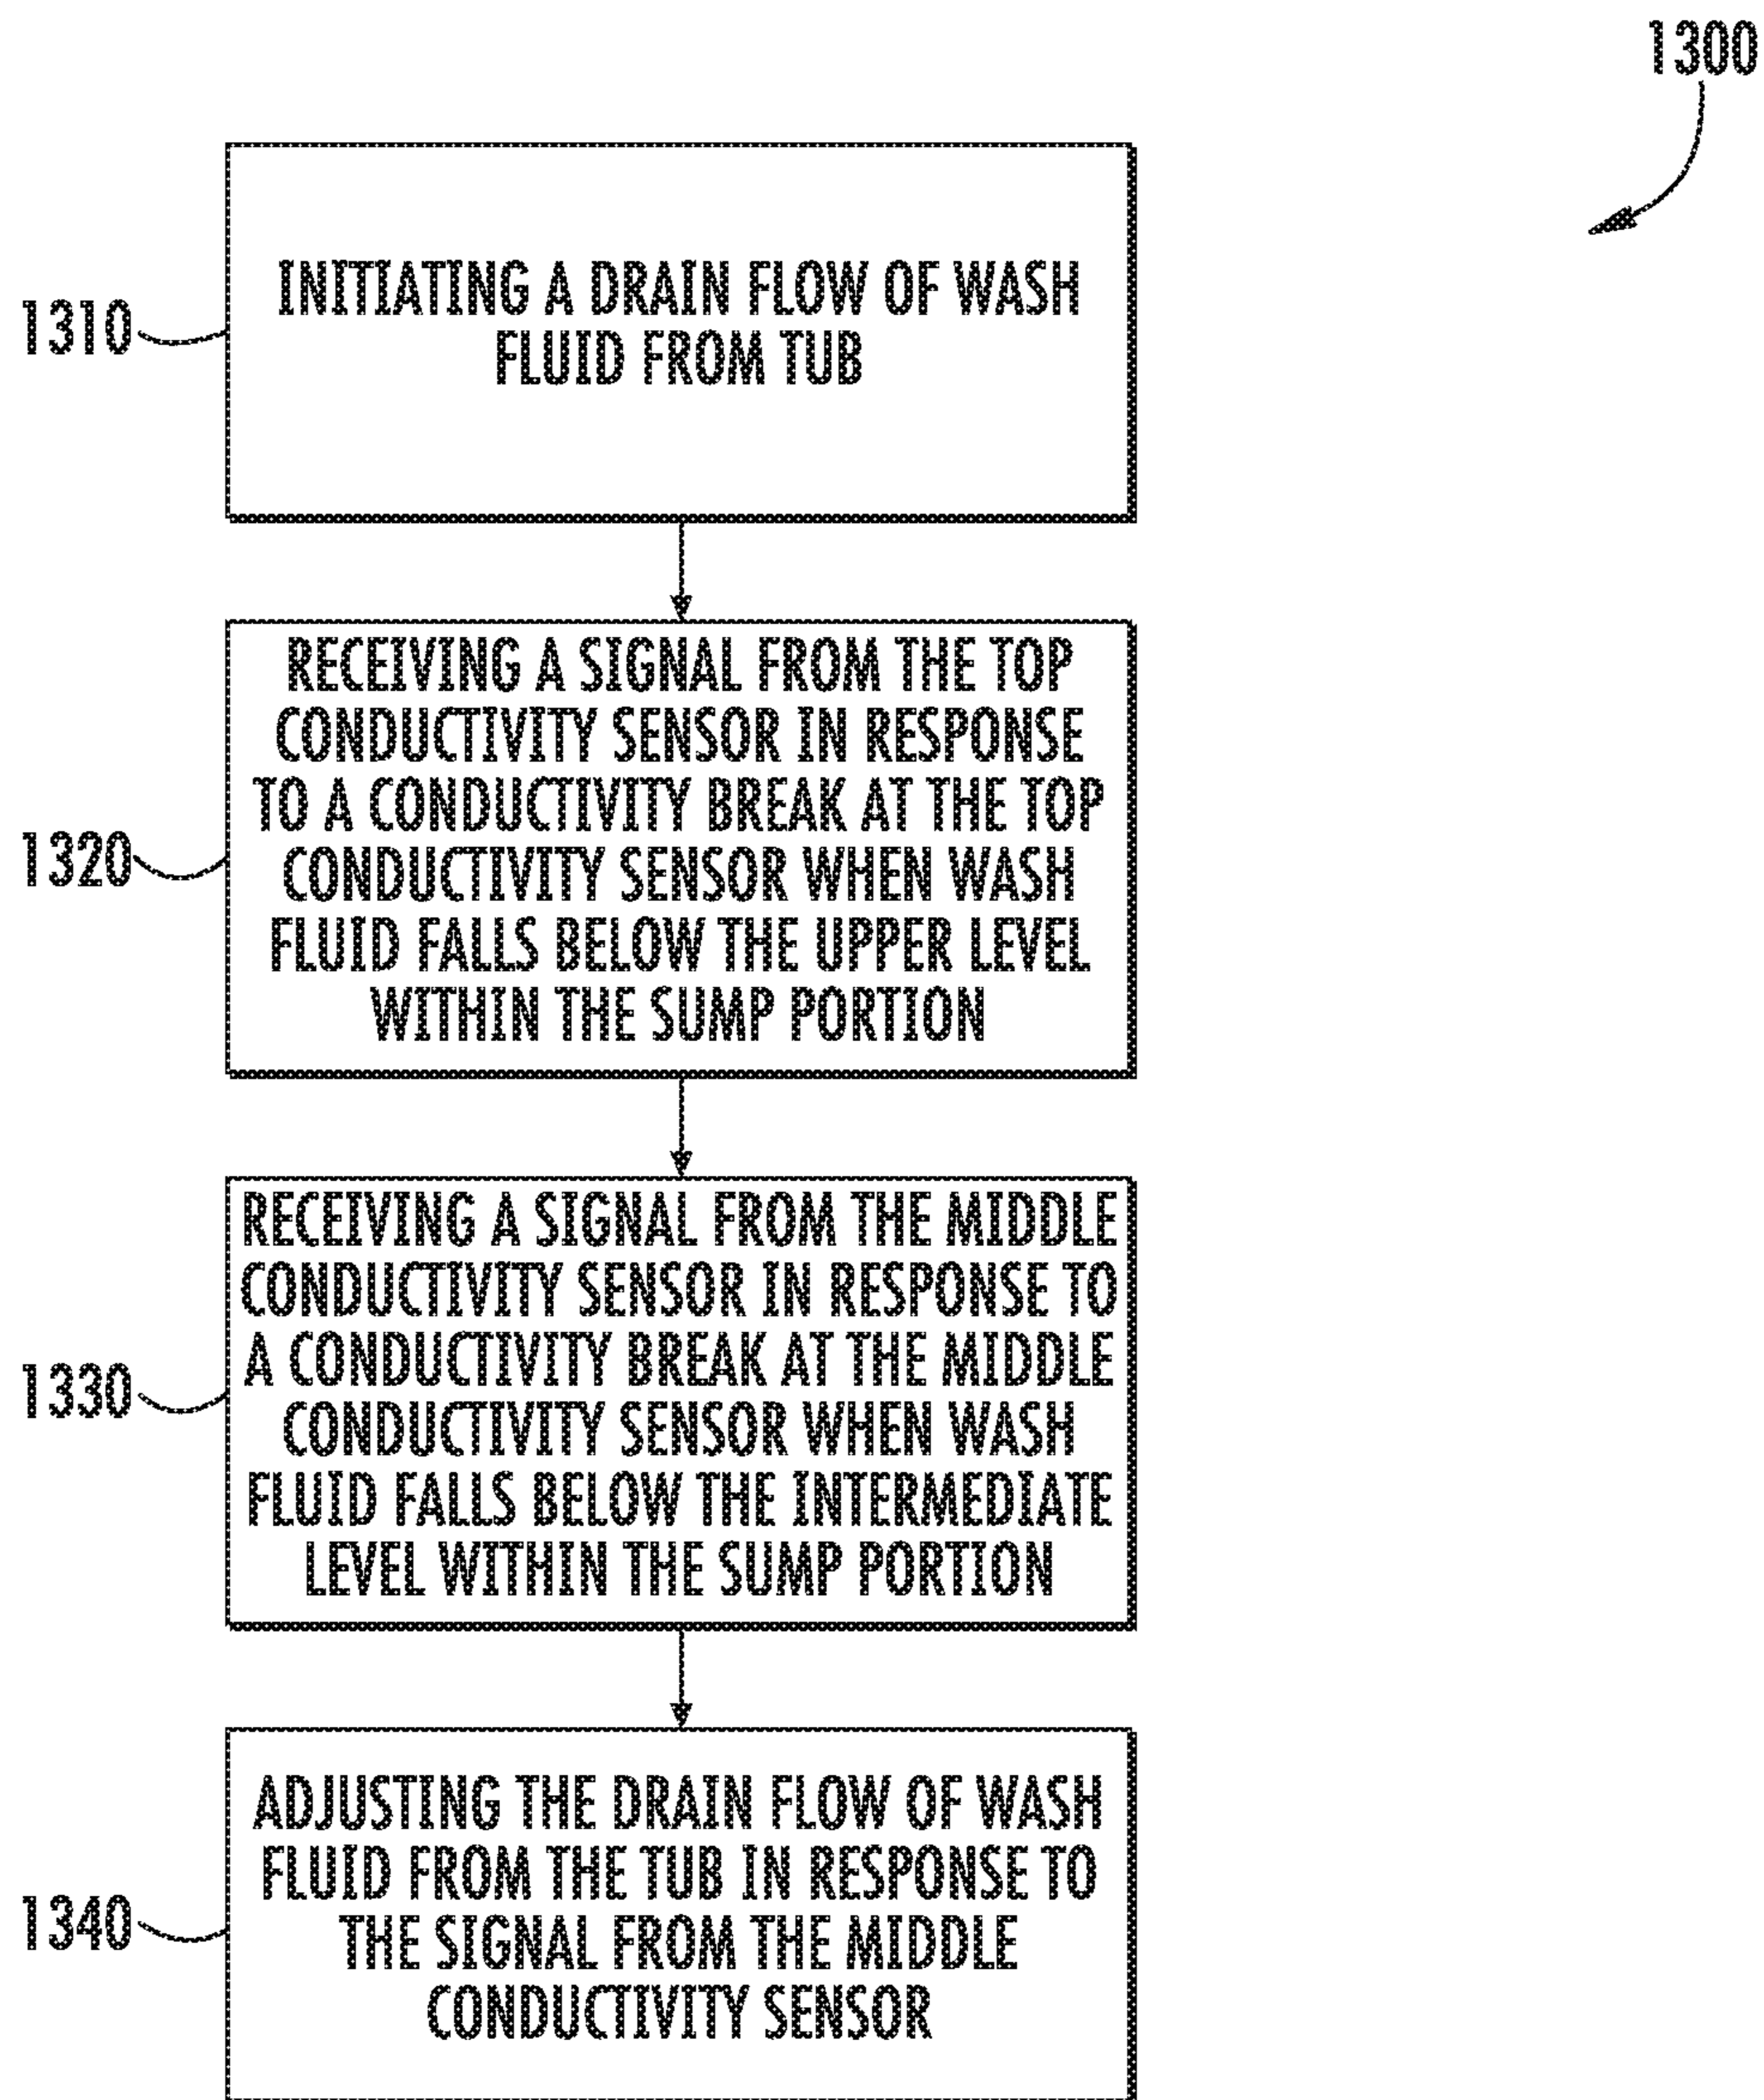 1300
1310
INITIATING A DRAIN FLOW OF WASH
FLUID FROM TUB
1320
RECEIVING A SIGNAL FROM THE TOP
CONDUCTIVITY SENSOR IN RESPONSE
TO A CONDUCTIVITY BREAK AT THE TOP
CONDUCTIVITY SENSOR WHEN WASH
FLUID FALLS BELOW THE UPPER LEVEL
WITHIN THE SUMP PORTION
1330
RECEIVING A SIGNAL FROM THE MIDDLE
CONDUCTIVITY SENSOR IN RESPONSE TO
A CONDUCTIVITY BREAK AT THE MIDDLE
CONDUCTIVITY SENSOR WHEN WASH
FLUID FALLS BELOW THE INTERMEDIATE
LEVEL WITHIN THE SUMP PORTION
1340
ADJUSTING THE DRAIN FLOW OF WASH
FLUID FROM THE TUB IN RESPONSE TO
THE SIGNAL FROM THE MIDDLE
CONDUCTIVITY SENSOR